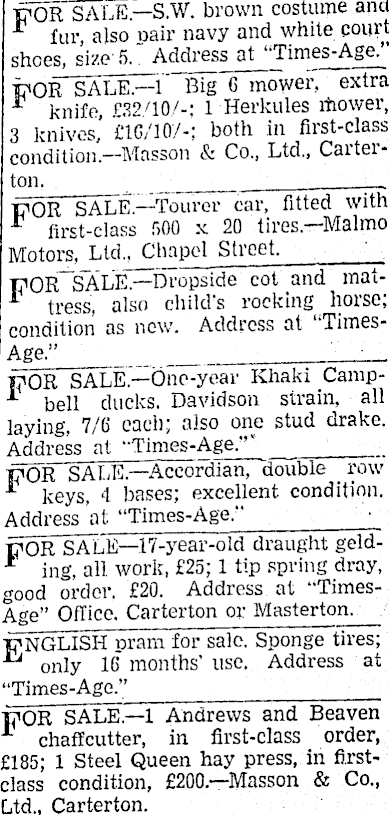 FOR SALE.—S.W. brown costume and
fur, also pair navy and white court
shoes, size 5. Address at "Times-Age."
FOR SALE.—1 Big 6 mower, extra
knife, £32/10/-; 1 Herkules mower,
3 knives, £16/10/-; both in first-class
condition.—Masson & Co., Ltd., Carter-
ton.
FOR SALE.—Tourer car, fitted with
first-class 500 x 20 tires.—Malmo
Motors, Ltd., Chapel Street.
FOR SALE.—Dropside cot and mat-
tress, also child's rocking horse;
condition as new. Address at "Times-
Age."
FOR SALE.—One-year Khaki Camp-
bell ducks, Davidson strain, all
laying, 7/6 each; also one stud drake.
Address at "Times-Age."
FOR SALE.—Accordian, double row
keys, 4 bases; excellent condition.
Address at "Times-Age."
FOR SALE—17-year-old draught geld-
ing, all work, £25; 1 tip spring dray,
good order, £20. Address at "Times-
Age" Office, Carterton or Masterton.
ENGLISH pram for sale. Sponge tires;
only 16 months' use. Address at
"Times-Age."
FOR SALE.—1 Andrews and Beaven
chaffcutter, in first-class order,
£185; 1 Steel Queen hay press, in first-
class condition, £200.—Masson & Co.,
Ltd., Carterton.